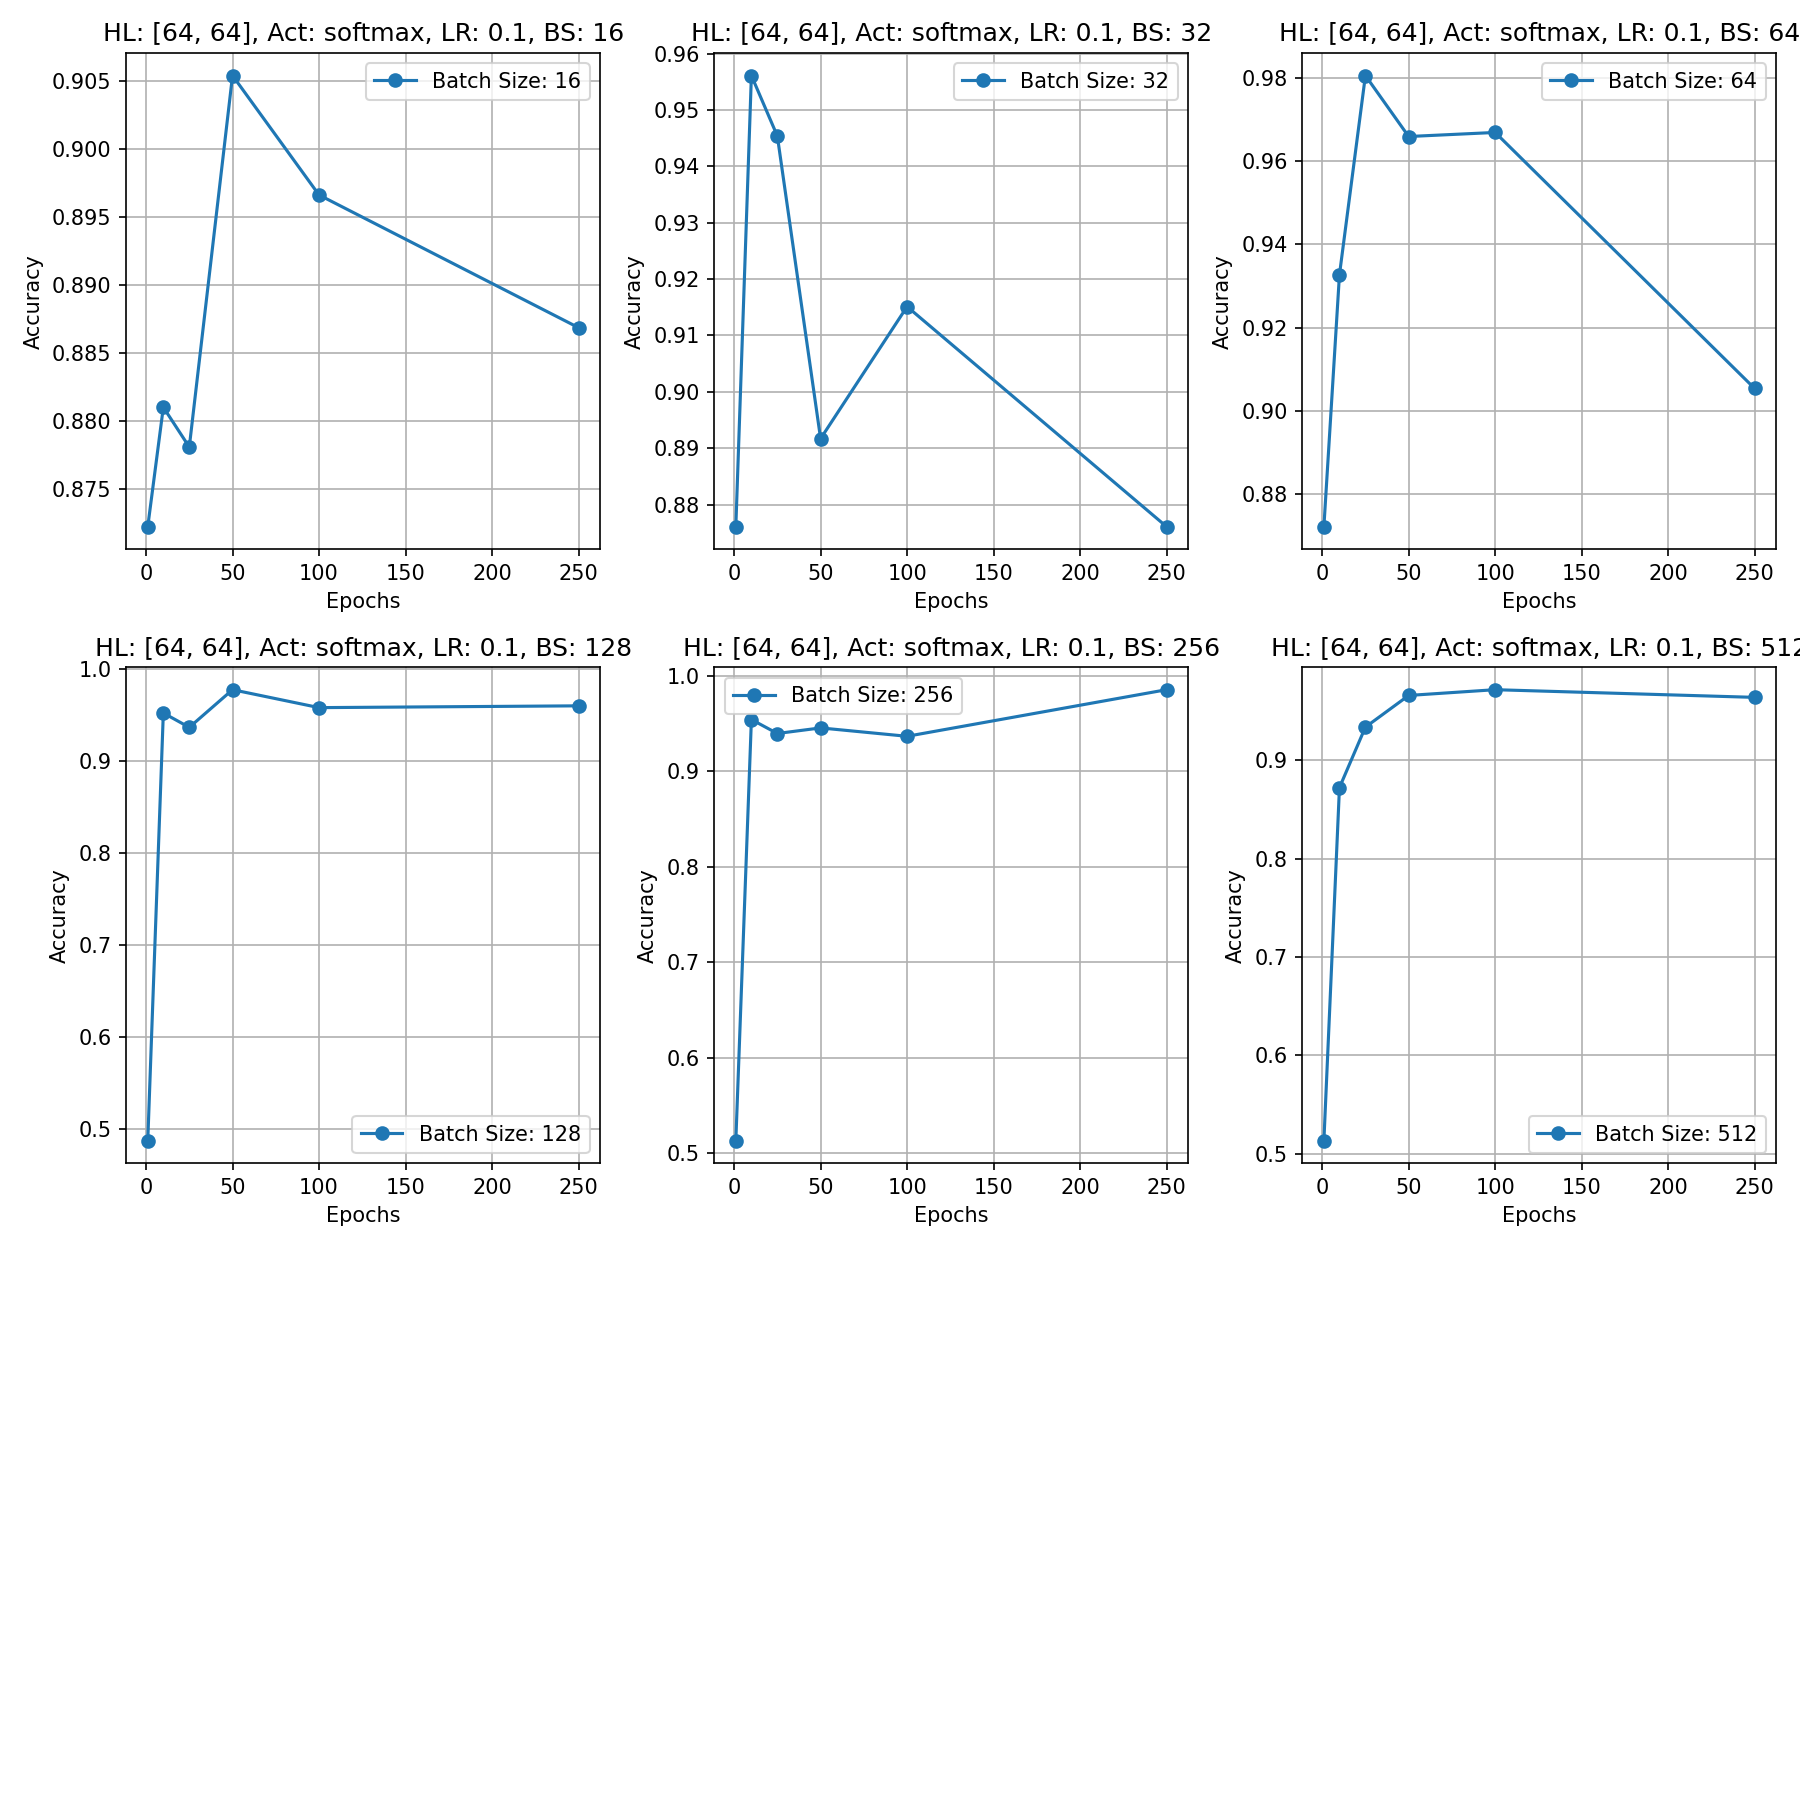 HL: [64, 64], Act: softmax, LR: 0.1, BS: 16
Batch Size: 16
Accuracy
0.905
0.900
0.895
0.890
0.885
0.880
0.875
0 50 100 150 200 250
Epochs
HL: [64, 64], Act: softmax, LR: 0.1, BS: 32
Batch Size: 32
Accuracy
0.96
0.95
0.94
0.93
0.92
0.91
0.90
0.89
0.88
0 50 100 150 200 250
Epochs
HL: [64, 64], Act: softmax, LR: 0.1, BS: 64
Batch Size: 64
Accuracy
0.98
0.96
0.94
0.92
0.90
0.88
0 50 100 150 200 250
Epochs
HL: [64, 64], Act: softmax, LR: 0.1, BS: 128
Batch Size: 128
Accuracy
1.0
0.9
0.8
0.7
0.6
0.5
0 50 100 150 200 250
Epochs
HL: [64, 64], Act: softmax, LR: 0.1, BS: 256
Batch Size: 256
Accuracy
1.0
0.9
0.8
0.7
0.6
0.5
0 50 100 150 200 250
Epochs
HL: [64, 64], Act: softmax, LR: 0.1, BS: 512
Batch Size: 512
Accuracy
0.9
0.8
0.7
0.6
0.5
0 50 100 150 200 250
Epochs